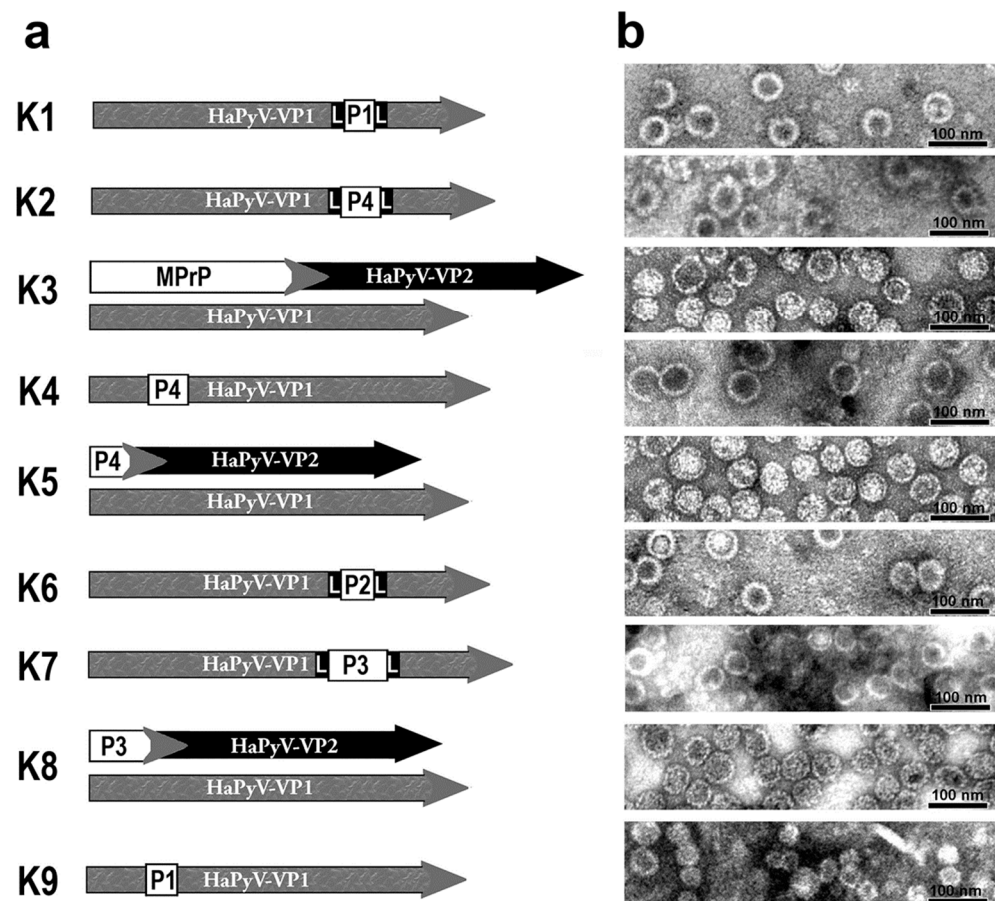 a b
K1 HaPyV-VP1 L P1 L 100 nm
K2 HaPyV-VP1 L P4 L 100 nm
MPrP HaPyV-VP2
K3 100 nm
HaPyV-VP1
K4 P4 HaPyV-VP1 100 nm
P4 HaPyV-VP2
K5 100 nm
HaPyV-VP1
K6 HaPyV-VP1 L P2 L 100 nm
K7 HaPyV-VP1 L P3 L 100 nm
P3 HaPyV-VP2
K8 100 nm
HaPyV-VP1
K9 P1 HaPyV-VP1 100 nm